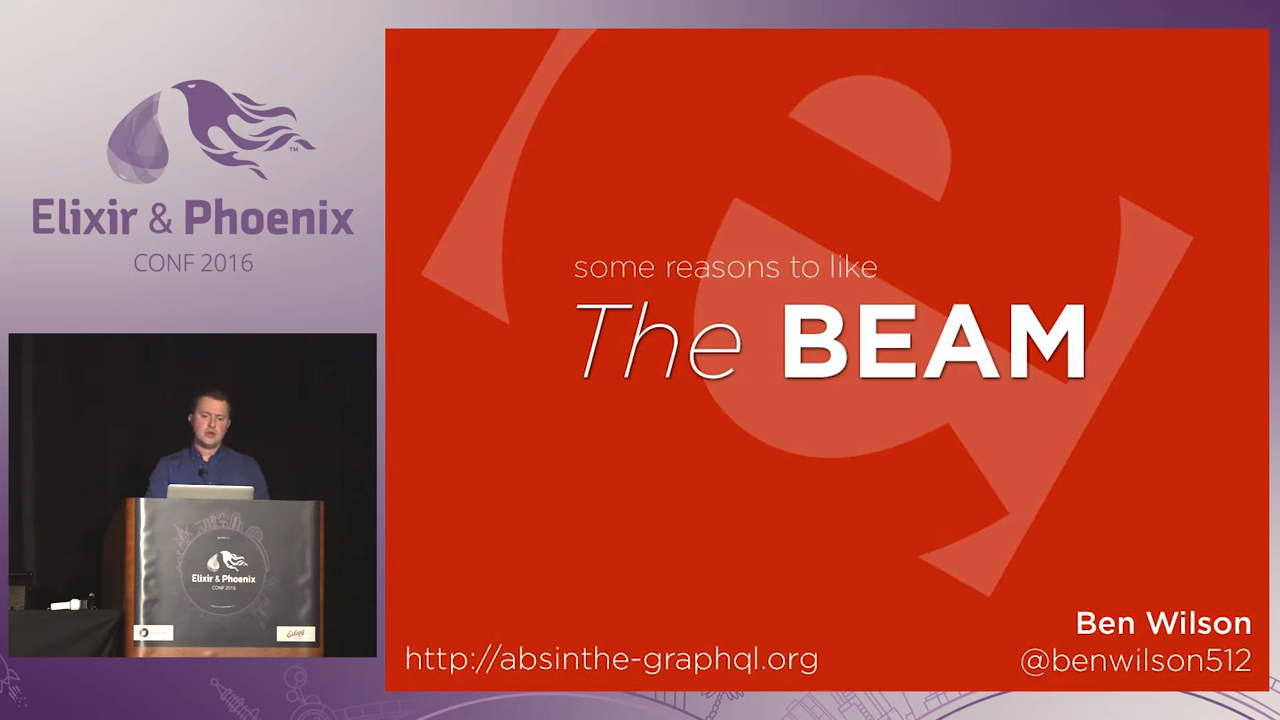 Elixir & Phoenix
TM
CONF 2016
some reasons to like
The BEAM
Ben Wilson
http://absinthe-graphql.org
@benwilson512
Elixir & Phoenix
CONF 2016